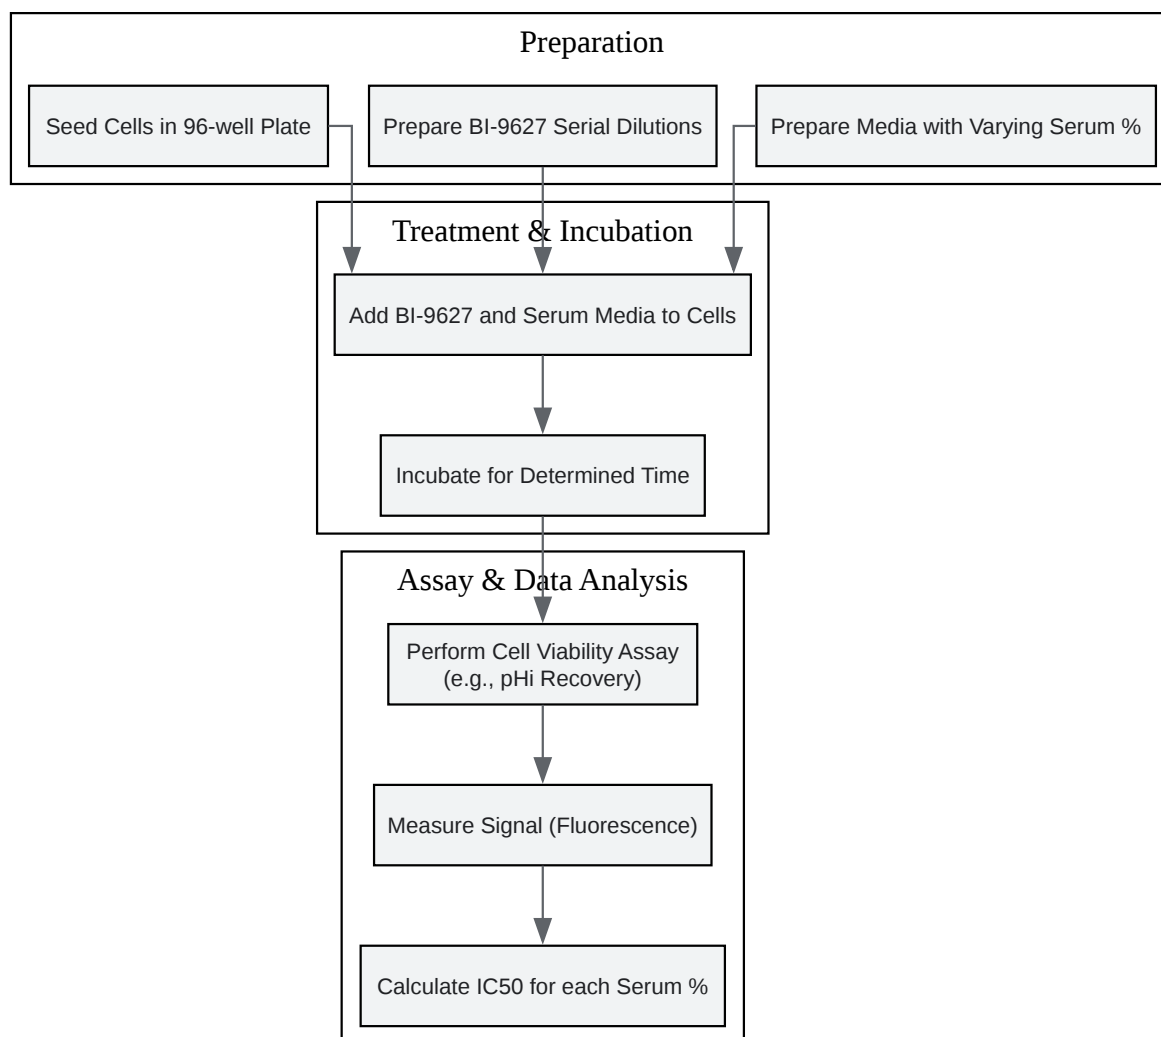 Preparation
Seed Cells in 96-well Plate
Prepare BI-9627 Serial Dilutions
Prepare Media with Varying Serum %
Treatment & Incubation
Add BI-9627 and Serum Media to Cells
Incubate for Determined Time
Assay & Data Analysis
Perform Cell Viability Assay
(e.g., pHi Recovery)
Measure Signal (Fluorescence)
Calculate IC50 for each Serum %